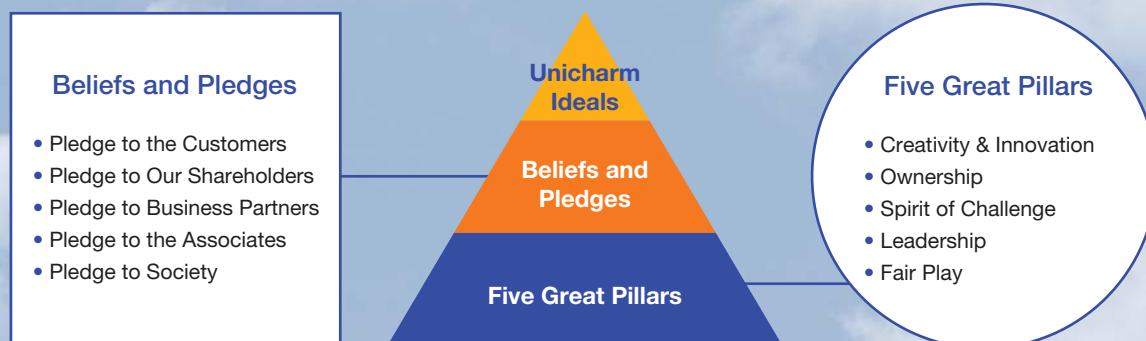 Beliefs and Pledges
• Pledge to the Customers
• Pledge to Our Shareholders
• Pledge to Business Partners
• Pledge to the Associates
• Pledge to Society
Unicharm
Ideals
Beliefs and
Pledges
Five Great Pillars
Five Great Pillars
• Creativity & Innovation
• Ownership
• Spirit of Challenge
• Leadership
• Fair Play